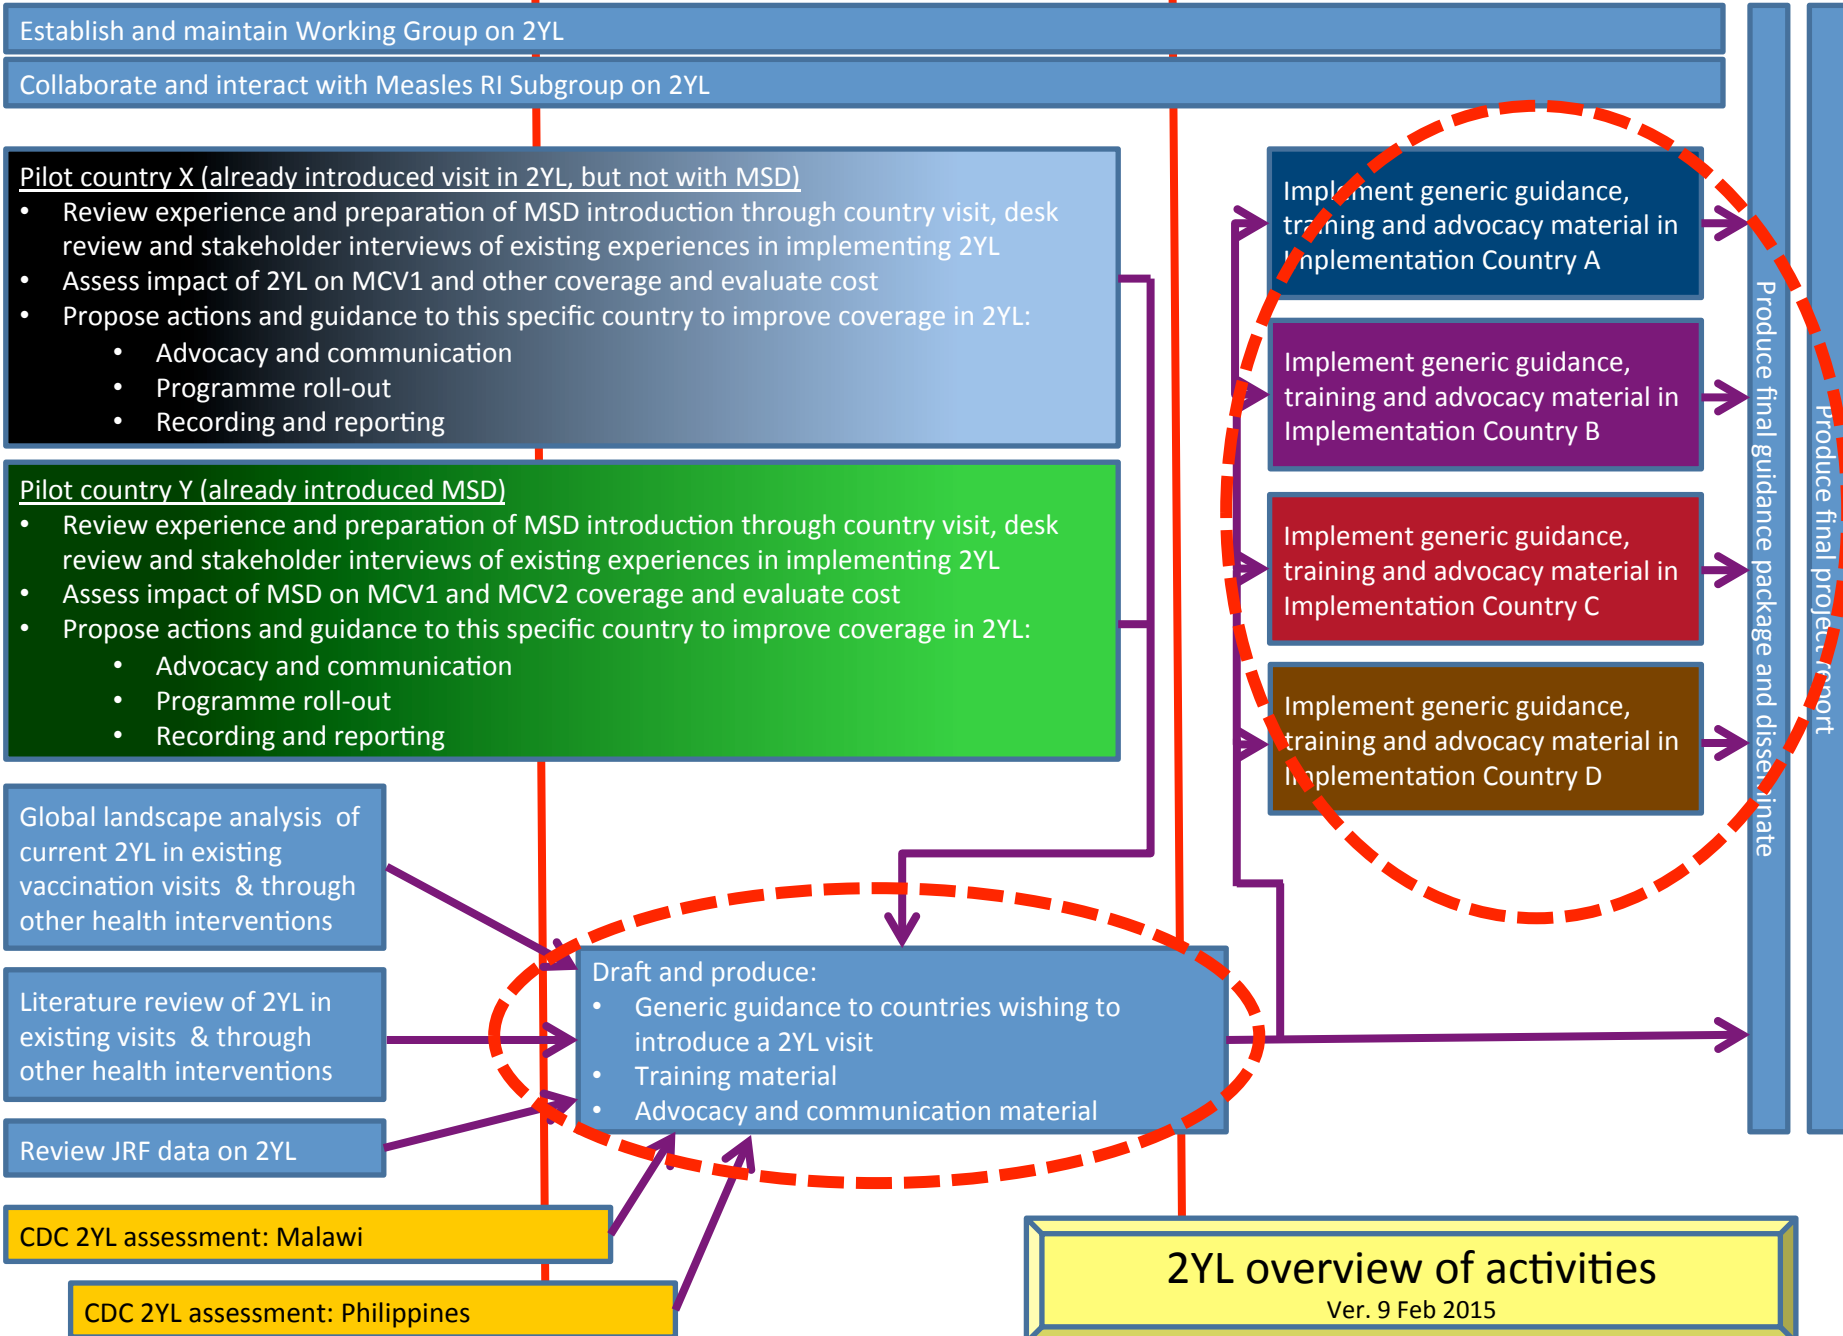 Establish and maintain Working Group on 2YL
Collaborate and interact with Measles RI Subgroup on 2YL
Pilot country X (already introduced visit in 2YL, but not with MSD)
• Review experience and preparation of MSD introduction through country visit, desk
review and stakeholder interviews of existing experiences in implementing 2YL
• Assess impact of 2YL on MCV1 and other coverage and evaluate cost
• Propose actions and guidance to this specific country to improve coverage in 2YL:
• Advocacy and communication
• Programme roll-out
• Recording and reporting
Pilot country Y (already introduced MSD)
• Review experience and preparation of MSD introduction through country visit, desk
review and stakeholder interviews of existing experiences in implementing 2YL
• Assess impact of MSD on MCV1 and MCV2 coverage and evaluate cost
• Propose actions and guidance to this specific country to improve coverage in 2YL:
• Advocacy and communication
• Programme roll-out
• Recording and reporting
Global landscape analysis of
current 2YL in existing
vaccination visits & through
other health interventions
Literature review of 2YL in
existing visits & through
other health interventions
Review JRF data on 2YL
CDC 2YL assessment: Malawi
CDC 2YL assessment: Philippines
Draft and produce:
• Generic guidance to countries wishing to
introduce a 2YL visit
• Training material
• Advocacy and communication material
Implement generic guidance,
training and advocacy material in
Implementation Country A
Implement generic guidance,
training and advocacy material in
Implementation Country B
Implement generic guidance,
training and advocacy material in
Implementation Country C
Implement generic guidance,
training and advocacy material in
Implementation Country D
Produce final guidance package and disseminate
Produce final project report
2YL overview of activities
Ver. 9 Feb 2015